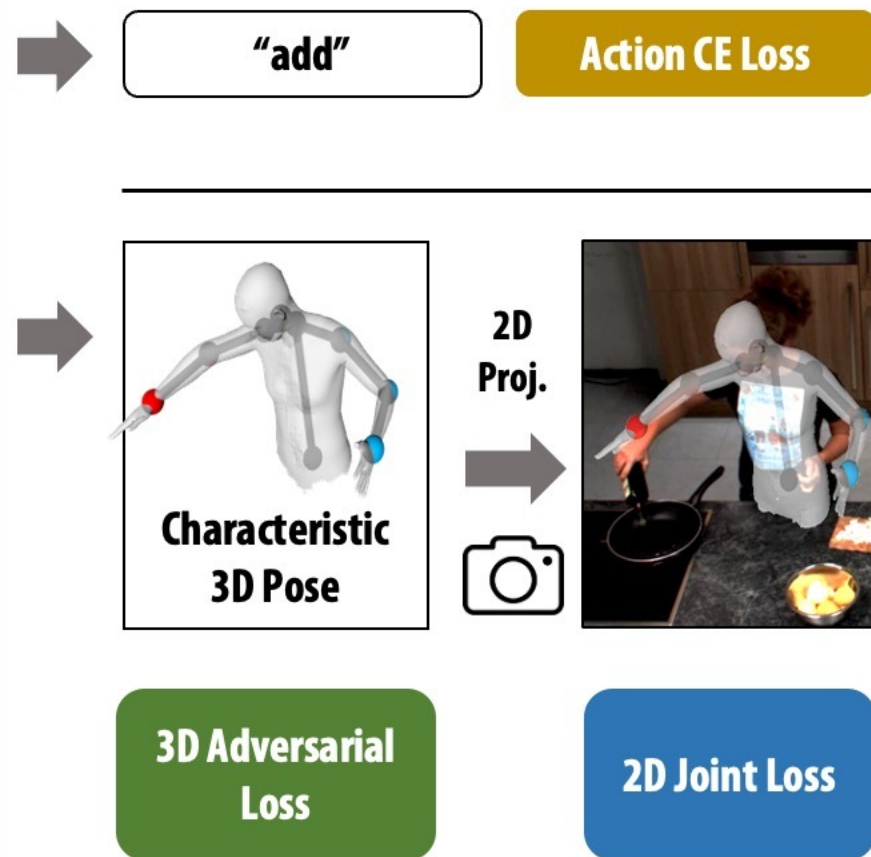 “add”
Action CE Loss
2D
Proj.
Characteristic
3D Pose
3D Adversarial
Loss
2D Joint Loss